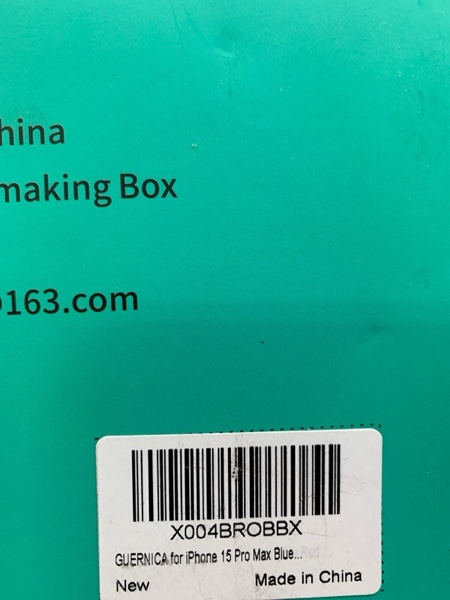 hina
making Box
163.com
X004BROBBX
GUERNICA for iPhone 15 Pro Max Blue...
New
Made in China